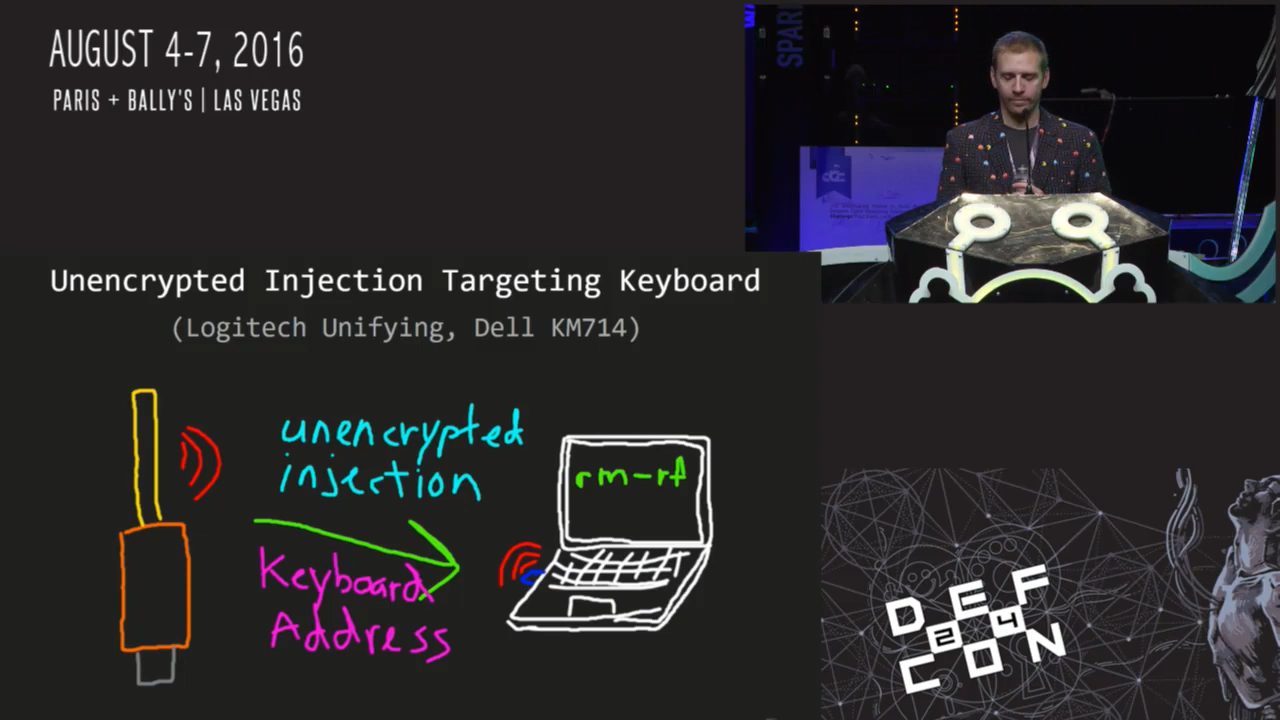 AUGUST 4-7, 2016
PARIS + BALLY'S | LAS VEGAS
SPAR
Unencrypted Injection Targeting Keyboard
(Logitech Unifying, Dell KM714)
unencrypted
injection
rm-rf
Keyboard
Address
DEF
24
CON